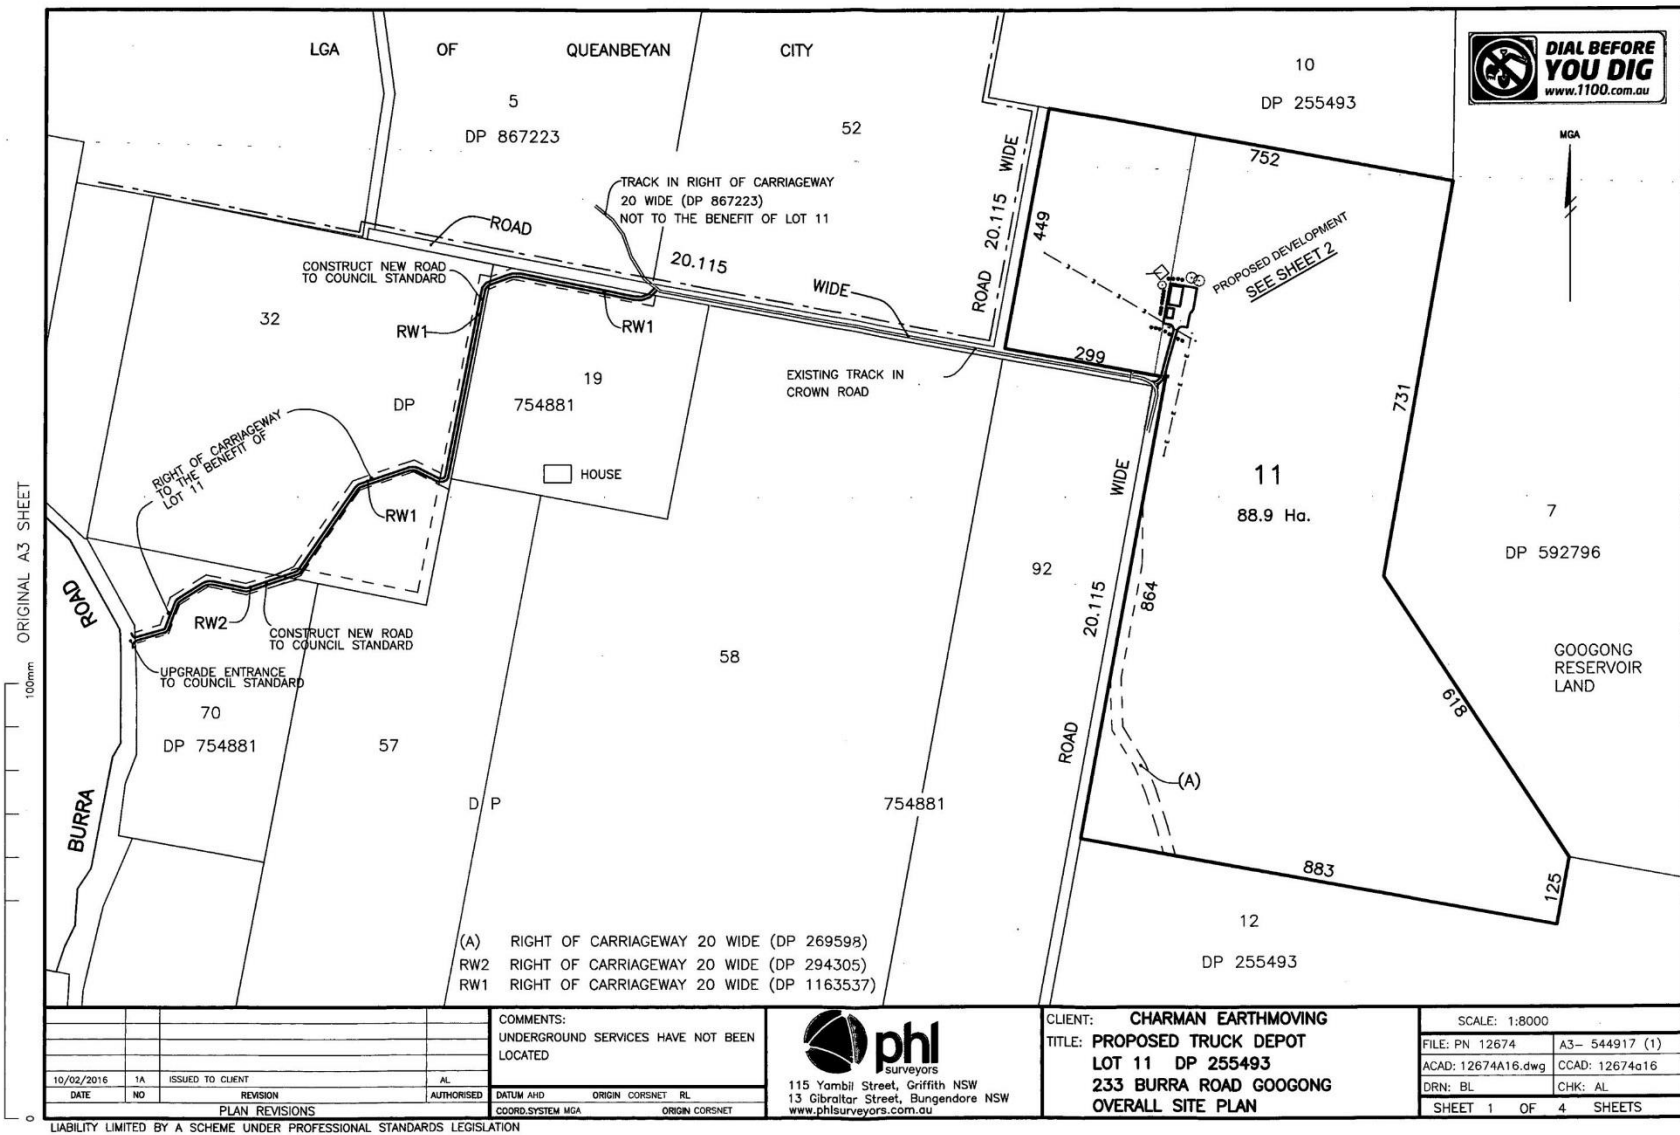 LGA OF QUEANBEYAN CITY
5
DP 867223
52
10
DP 255493
DIAL BEFORE
YOU DIG
www.1100.com.au
MGA
752
TRACK IN RIGHT OF CARRIAGEWAY
20 WIDE (DP 867223)
NOT TO THE BENEFIT OF LOT 11
ROAD
20.115
WIDE
ROAD
20.115
WIDE
449
PROPOSED DEVELOPMENT
SEE SHEET 2
CONSTRUCT NEW ROAD
TO COUNCIL STANDARD
32
RW1
RW1
299
EXISTING TRACK IN
CROWN ROAD
19
DP 754881
731
RIGHT OF CARRIAGEWAY
TO THE BENEFIT OF
LOT 11
HOUSE
RW1
11
88.9 Ha.
7
DP 592796
WIDE
92
864
20.115
ROAD
ROAD
RW2
CONSTRUCT NEW ROAD
TO COUNCIL STANDARD
UPGRADE ENTRANCE
TO COUNCIL STANDARD
58
GOOGONG
RESERVOIR
LAND
618
70
DP 754881
57
(A)
BURRA
D P
754881
883
125
12
DP 255493
(A) RIGHT OF CARRIAGEWAY 20 WIDE (DP 269598)
RW2 RIGHT OF CARRIAGEWAY 20 WIDE (DP 294305)
RW1 RIGHT OF CARRIAGEWAY 20 WIDE (DP 1163537)
ORIGINAL A3 SHEET
100mm
0
10/02/2016 1A ISSUED TO CLIENT AL
DATE NO REVISION AUTHORISED
PLAN REVISIONS
COMMENTS:
UNDERGROUND SERVICES HAVE NOT BEEN
LOCATED
DATUM AHD ORIGIN CORSNET RL
COORD.SYSTEM MGA ORIGIN CORSNET
phl
surveyors
115 Yambil Street, Griffith NSW
13 Gibraltar Street, Bungendore NSW
www.phlsurveyors.com.au
CLIENT: CHARMAN EARTHMOVING
TITLE: PROPOSED TRUCK DEPOT
LOT 11 DP 255493
233 BURRA ROAD GOOGONG
OVERALL SITE PLAN
SCALE: 1:8000
FILE: PN 12674 A3- 544917 (1)
ACAD: 12674A16.dwg CCAD: 12674a16
DRN: BL CHK: AL
SHEET 1 OF 4 SHEETS
LIABILITY LIMITED BY A SCHEME UNDER PROFESSIONAL STANDARDS LEGISLATION